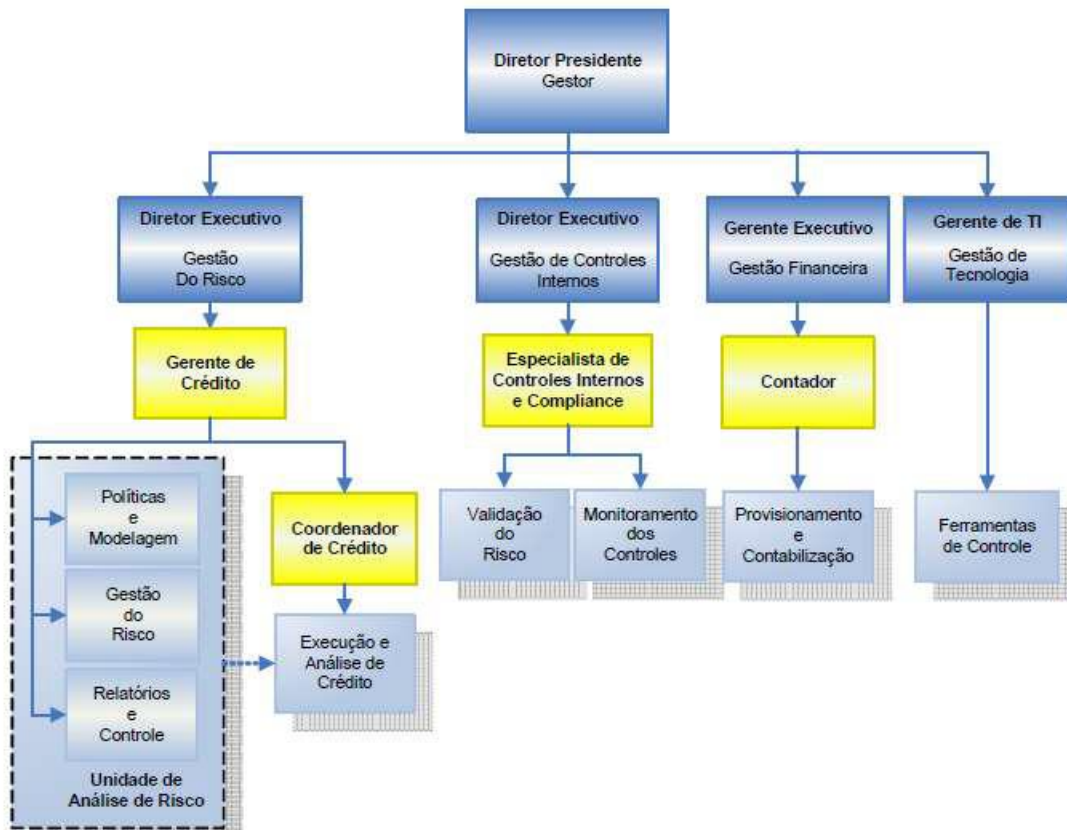 Diretor Presidente
Gestor
Diretor Executivo
Gestão
Do Risco
Diretor Executivo
Gestão de Controles
Internos
Gerente Executivo
Gestão Financeira
Gerente de TI
Gestão de
Tecnologia
Gerente de
Crédito
Especialista de
Controles Internos
e Compliance
Contador
Políticas
e
Modelagem
Gestão
do
Risco
Relatórios
e
Controle
Unidade de
Análise de Risco
Coordenador
de Crédito
Execução e
Análise de
Crédito
Validação
do
Risco
Monitoramento
dos
Controles
Provisionamento
e
Contabilização
Ferramentas
de Controle